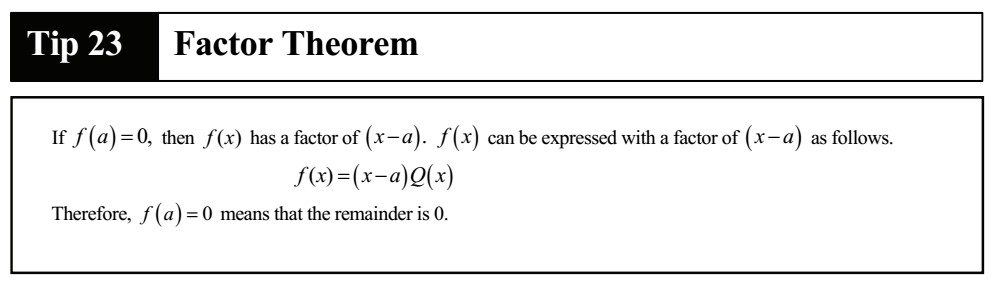 Tip 23 Factor Theorem
If f(a)=0, then f(x) has a factor of (x−a). f(x) can be expressed with a factor of (x−a) as follows.
f(x)=(x−a)Q(x)
Therefore, f(a)=0 means that the remainder is 0.